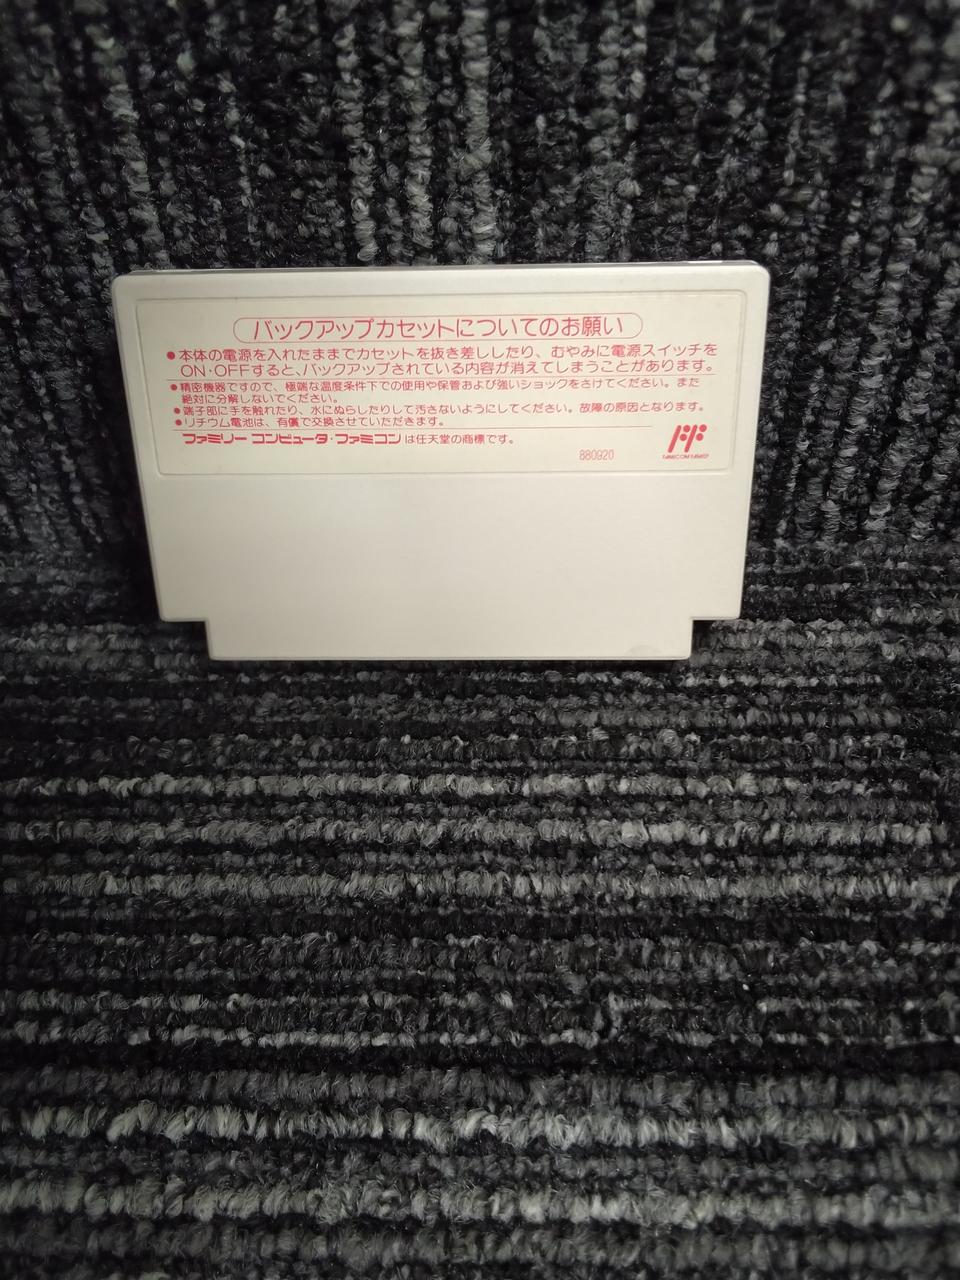 バックアップカセットについてのお願い
●本体の電源を入れたままでカセットを抜き差ししたり、むやみに電源スイッチを
ON・OFFすると、バックアップされている内容が消えてしまうことがあります。
●精密機器ですので、極端な温度条件下での使用や保管および強いショックをさけてください。また
絶対に分解しないでください。
●端子部に手を触れたり、水にぬらしたりして汚さないようにしてください。故障の原因となります。
●リチウム電池は、有償で交換させていただきます。
ファミリーコンピュータ・ファミコンは任天堂の商標です。
880920
FAMICOM FAMILY